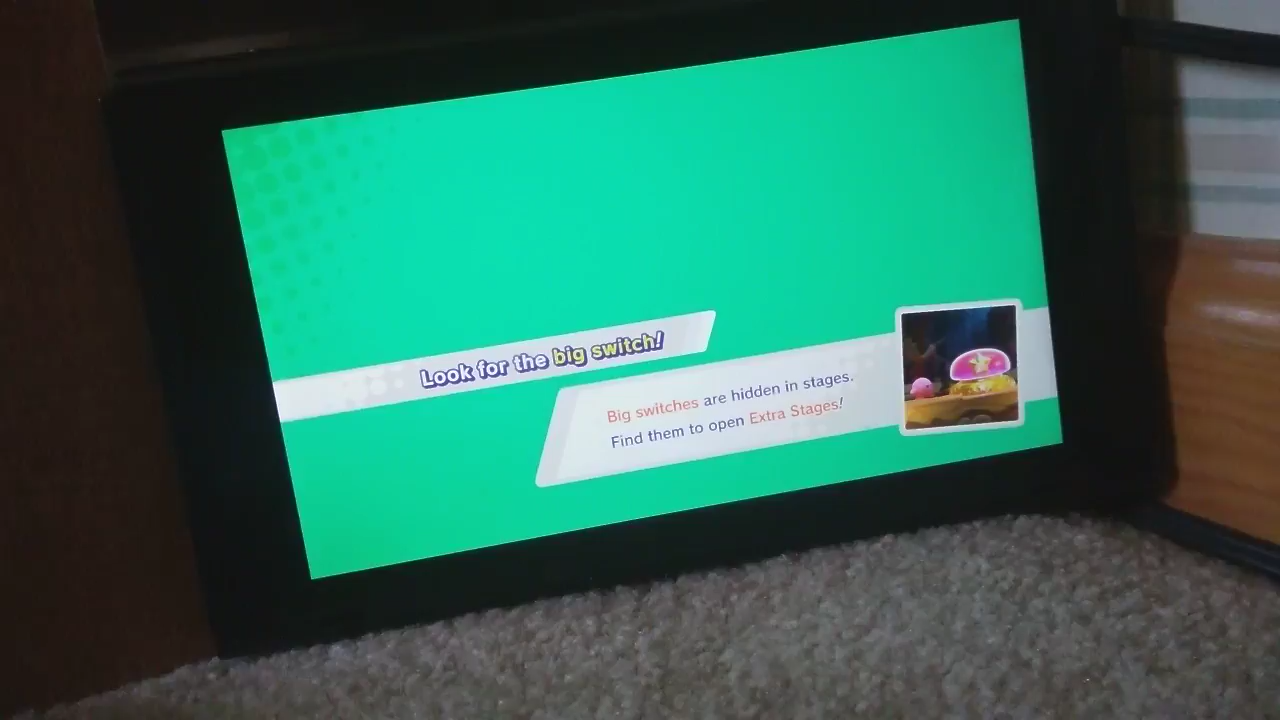 Look for the big switch!
Big switches are hidden in stages.
Find them to open Extra Stages!